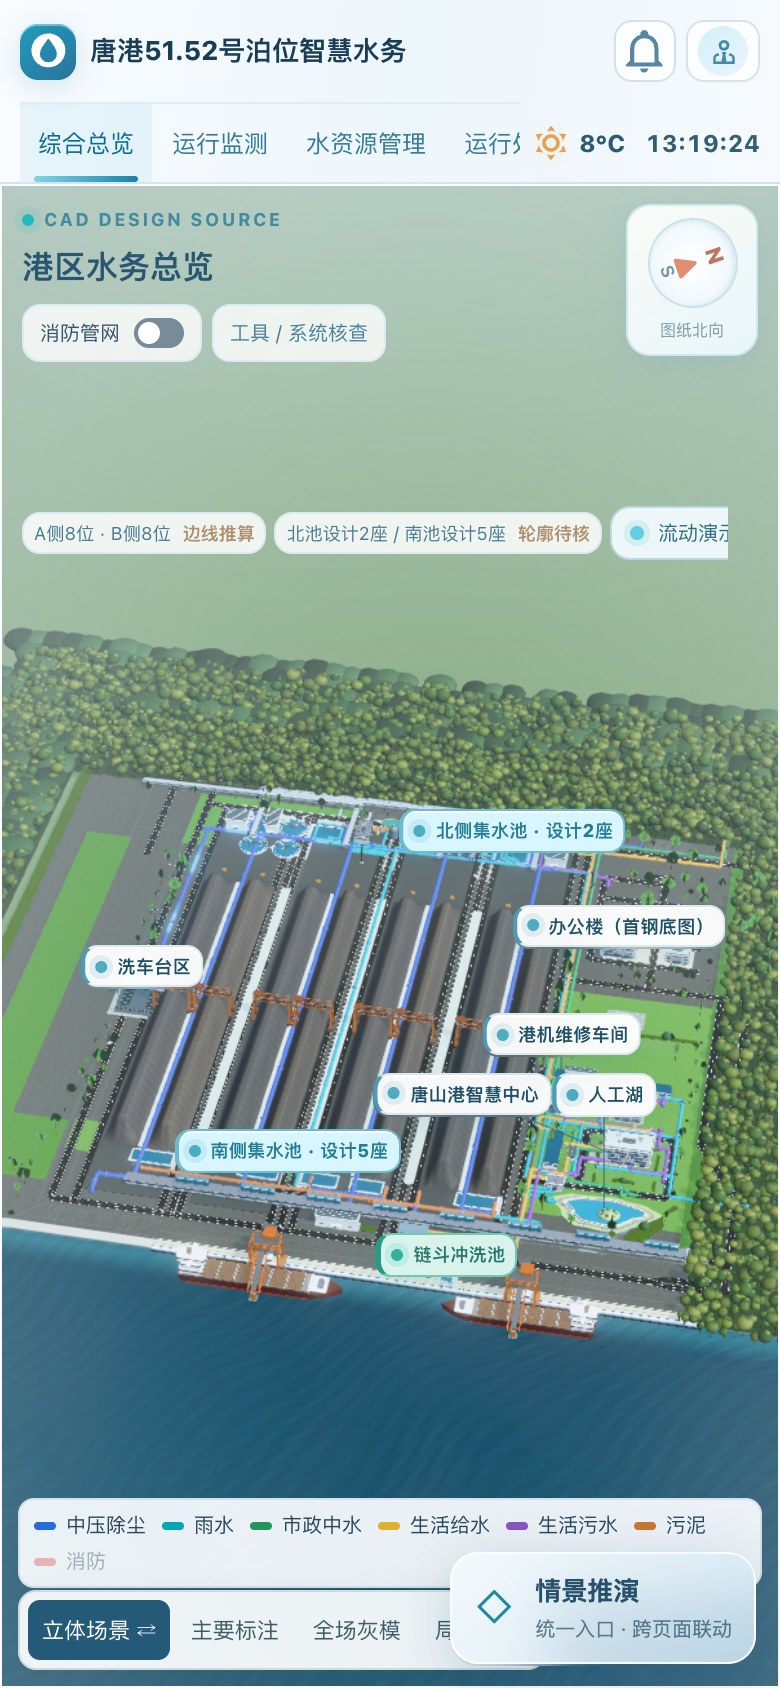 唐港51.52号泊位智慧水务
综合总览 运行监测 水资源管理 运行 8°C 13:19:24
CAD DESIGN SOURCE
港区水务总览
N
S
图纸北向
消防管网 工具 / 系统核查
A侧8位 · B侧8位 边线推算 北池设计2座 / 南池设计5座 轮廓待核 流动演示
北侧集水池 · 设计2座
办公楼（首钢底图）
洗车台区
港机维修车间
唐山港智慧中心 人工湖
南侧集水池 · 设计5座
链斗冲洗池
中压除尘 雨水 市政中水 生活给水 生活污水 污泥
消防
情景推演
统一入口 · 跨页面联动
立体场景 ⇄ 主要标注 全场灰模 局